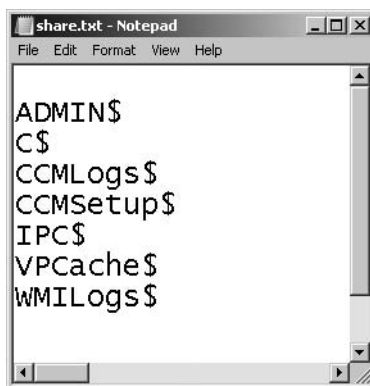 share.txt - Notepad
File Edit Format View Help
ADMIN$
C$
CCMLogs$
CCMSetup$
IPC$
VPCache$
WMILogs$